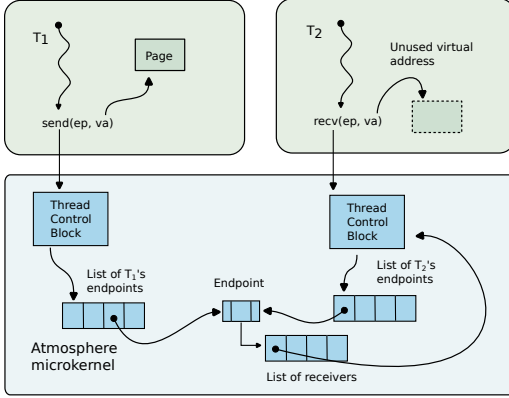 T1
Page
send(ep, va)
T2
Unused virtual
address
recv(ep, va)
Thread
Control
Block
Thread
Control
Block
List of T1's
endpoints
Endpoint
List of T2's
endpoints
Atmosphere
microkernel
List of receivers